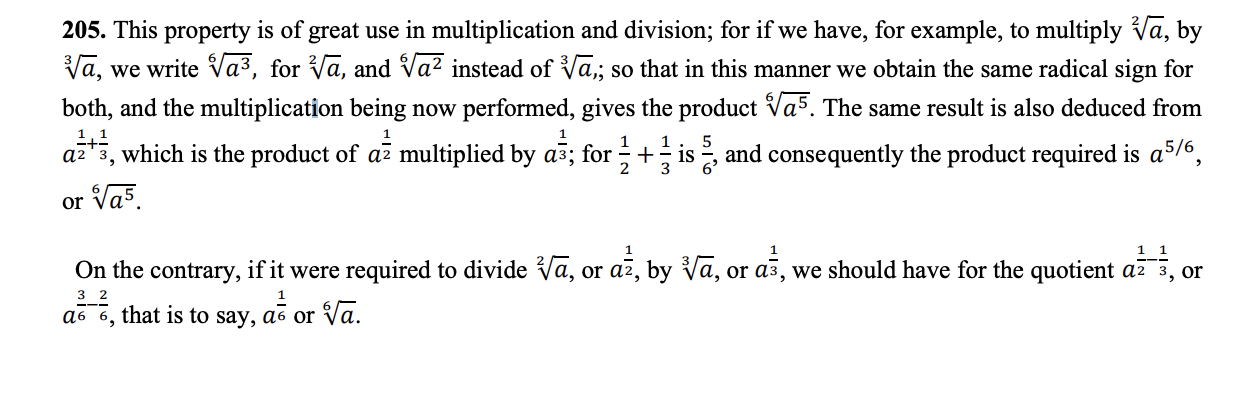 205. This property is of great use in multiplication and division; for if we have, for example, to multiply $\sqrt[2]{a}$, by
$\sqrt[3]{a}$, we write $\sqrt[6]{a^3}$, for $\sqrt[2]{a}$, and $\sqrt[6]{a^2}$ instead of $\sqrt[3]{a}$,; so that in this manner we obtain the same radical sign for
both, and the multiplication being now performed, gives the product $\sqrt[6]{a^5}$. The same result is also deduced from
$a^{\frac{1}{2}+\frac{1}{3}}$, which is the product of $a^{\frac{1}{2}}$ multiplied by $a^{\frac{1}{3}}$; for $\frac{1}{2}+\frac{1}{3}$ is $\frac{5}{6}$, and consequently the product required is $a^{5/6}$,
or $\sqrt[6]{a^5}$.
On the contrary, if it were required to divide $\sqrt[2]{a}$, or $a^{\frac{1}{2}}$, by $\sqrt[3]{a}$, or $a^{\frac{1}{3}}$, we should have for the quotient $a^{\frac{1}{2}-\frac{1}{3}}$, or
$a^{\frac{3}{6}-\frac{2}{6}}$, that is to say, $a^{\frac{1}{6}}$ or $\sqrt[6]{a}$.